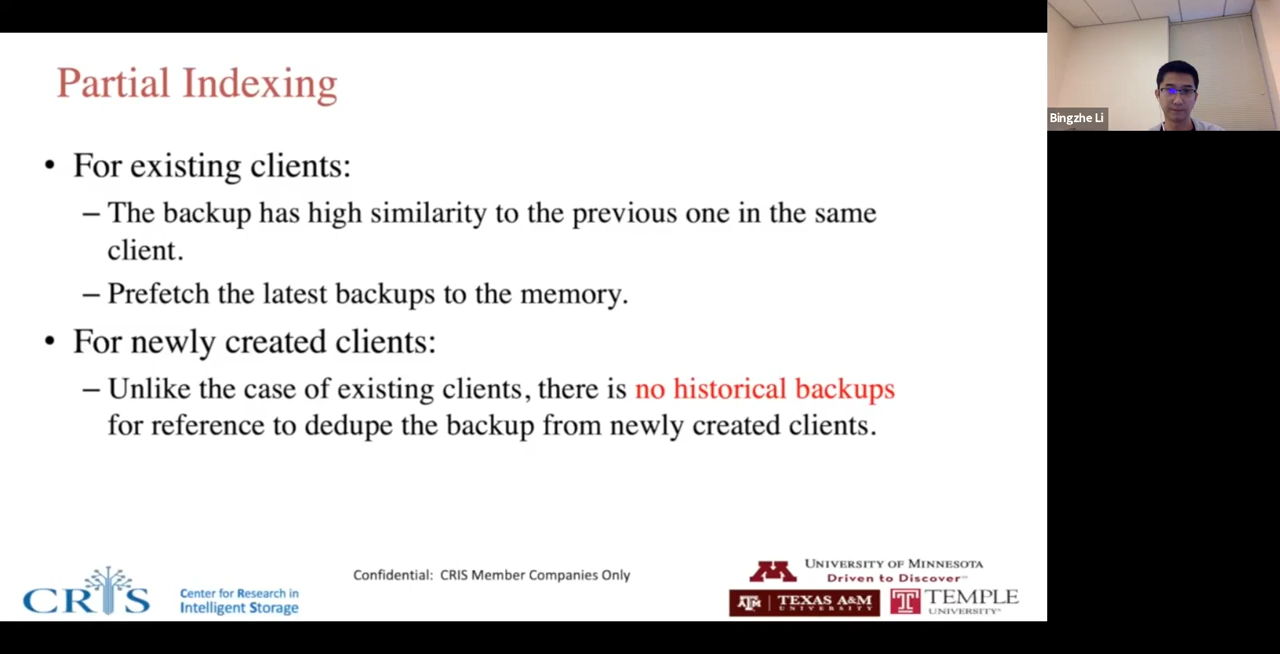 Partial Indexing
• For existing clients:
– The backup has high similarity to the previous one in the same
client.
– Prefetch the latest backups to the memory.
• For newly created clients:
– Unlike the case of existing clients, there is no historical backups
for reference to dedupe the backup from newly created clients.
Bingzhe Li
CRIS
Center for Research in
Intelligent Storage
Confidential: CRIS Member Companies Only
M
UNIVERSITY OF MINNESOTA
Driven to Discover℠
ATM
TEXAS A&M
UNIVERSITY
T
TEMPLE
UNIVERSITY